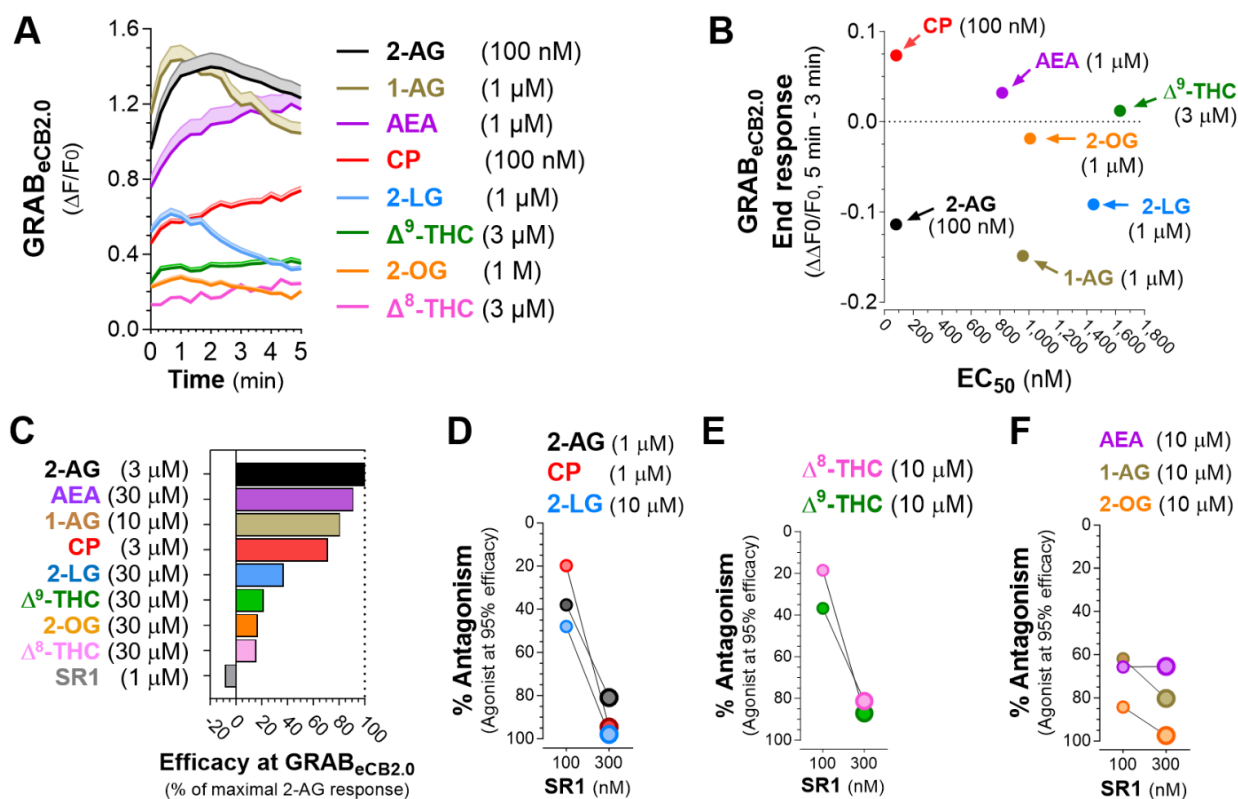 A
GRAB_eCB2.0
(ΔF/F0)
1.6
1.2
0.8
0.4
0.0
0 1 2 3 4 5
Time (min)
2-AG (100 nM)
1-AG (1 µM)
AEA (1 µM)
CP (100 nM)
2-LG (1 µM)
Δ⁹-THC (3 µM)
2-OG (1 M)
Δ⁸-THC (3 µM)
B
GRAB_eCB2.0
End response
(ΔΔF0/F0, 5 min - 3 min)
0.1
0.0
-0.1
-0.2
CP (100 nM)
AEA (1 µM)
Δ⁹-THC
(3 µM)
2-OG
(1 µM)
2-AG
(100 nM)
2-LG
(1 µM)
1-AG (1 µM)
0 200 400 600 800 1,000 1,200 1,400 1,600 1,800
EC₅₀ (nM)
C
2-AG (3 µM)
AEA (30 µM)
1-AG (10 µM)
CP (3 µM)
2-LG (30 µM)
Δ⁹-THC (30 µM)
2-OG (30 µM)
Δ⁸-THC (30 µM)
SR1 (1 µM)
-20 0 20 40 60 80 100
Efficacy at GRAB_eCB2.0
(% of maximal 2-AG response)
D
2-AG (1 µM)
CP (1 µM)
2-LG (10 µM)
% Antagonism
(Agonist at 95% efficacy)
0
20
40
60
80
100
100 300
SR1 (nM)
E
Δ⁸-THC (10 µM)
Δ⁹-THC (10 µM)
% Antagonism
(Agonist at 95% efficacy)
0
20
40
60
80
100
100 300
SR1 (nM)
F
AEA (10 µM)
1-AG (10 µM)
2-OG (10 µM)
% Antagonism
(Agonist at 95% efficacy)
0
20
40
60
80
100
100 300
SR1 (nM)